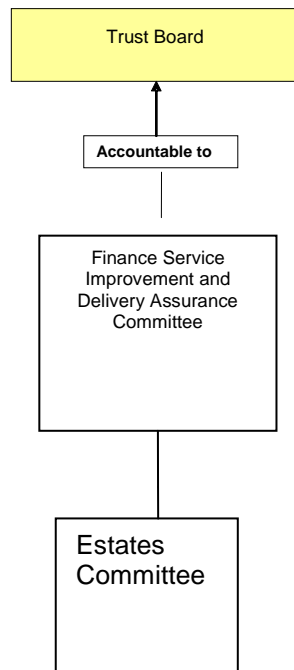 Trust Board
Accountable to
Finance Service
Improvement and
Delivery Assurance
Committee
Estates
Committee